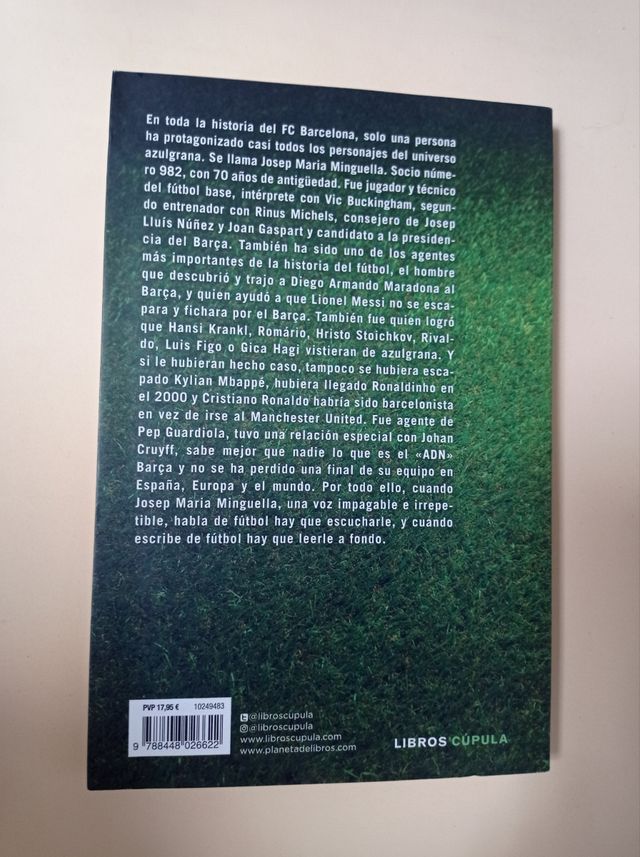 En toda la historia del FC Barcelona, solo una persona
ha protagonizado casi todos los personajes del universo
azulgrana. Se llama Josep Maria Minguella. Socio núme-
ro 982, con 70 años de antigüedad. Fue jugador y técnico
del fútbol base, intérprete con Vic Buckingham, segun-
do entrenador con Rinus Michels, consejero de Josep
Lluís Núñez y Joan Gaspart y candidato a la presiden-
cia del Barça. También ha sido uno de los agentes
más importantes de la historia del fútbol, el hombre
que descubrió y trajo a Diego Armando Maradona al
Barça, y quien ayudó a que Lionel Messi no se esca-
para y fichara por el Barça. También fue quien logró
que Hansi Krankl, Romário, Hristo Stoichkov, Rival-
do, Luis Figo o Gica Hagi vistieran de azulgrana. Y
si le hubieran hecho caso, tampoco se hubiera esca-
pado Kylian Mbappé, hubiera llegado Ronaldinho en
el 2000 y Cristiano Ronaldo habría sido barcelonista
en vez de irse al Manchester United. Fue agente de
Pep Guardiola, tuvo una relación especial con Johan
Cruyff, sabe mejor que nadie lo que es el «ADN»
Barça y no se ha perdido una final de su equipo en
España, Europa y el mundo. Por todo ello, cuando
Josep Maria Minguella, una voz impagable e irrepe-
tible, habla de fútbol hay que escucharle, y cuando
escribe de fútbol hay que leerle a fondo.
PVP 17,95 € 10249483
9 788448 026622
@libroscúpula
@libroscupula
www.libroscupula.com
www.planetadelibros.com
LIBROS CÚPULA